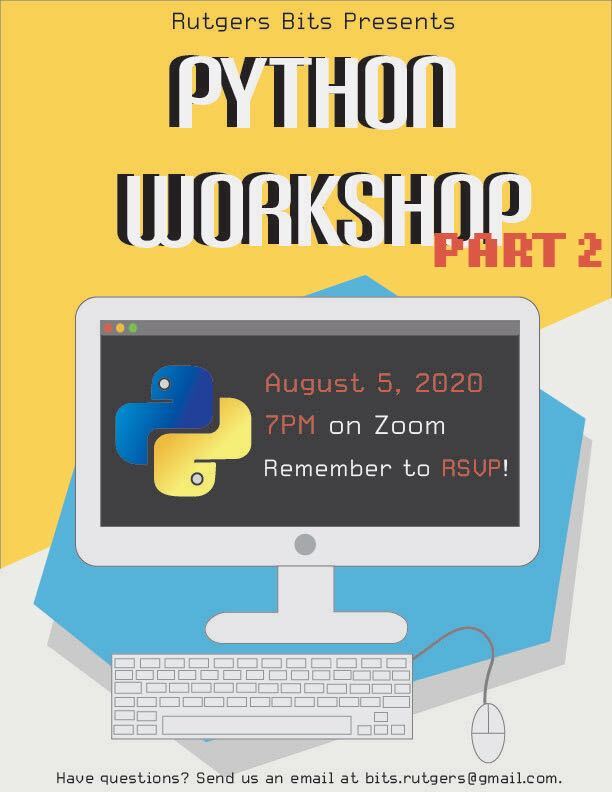 Rutgers Bits Presents
PYTHON
WORKSHOP
PART 2
August 5, 2020
7PM on Zoom
Remember to RSVP!
Have questions? Send us an email at bits.rutgers@gmail.com.